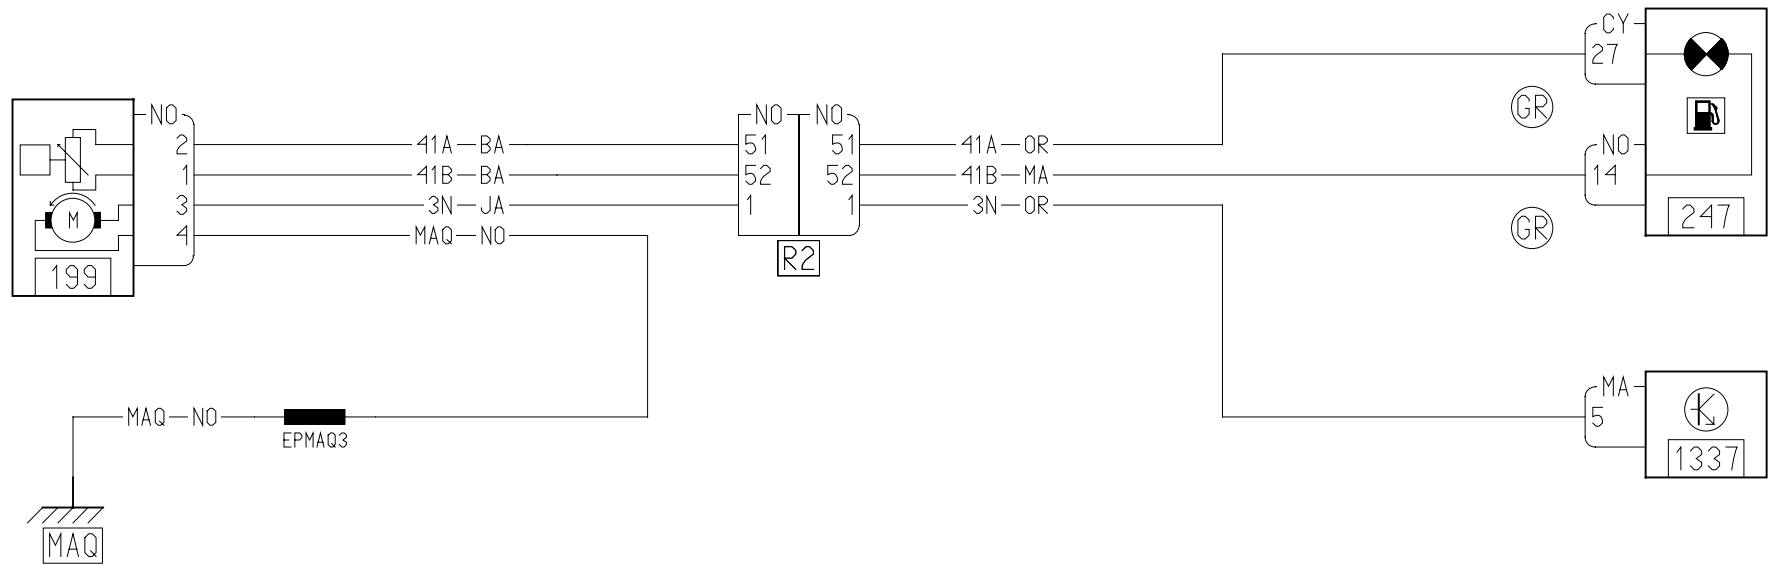 CY
27
GR
NO NO NO
2 41A BA 51 51 41A OR NO
1 41B BA 52 52 41B MA 14
3 3N JA 1 1 3N OR
M
4 MAQ NO GR 247
199 R2
MA
MAQ NO 5
EPMAQ3
1337
MAQ